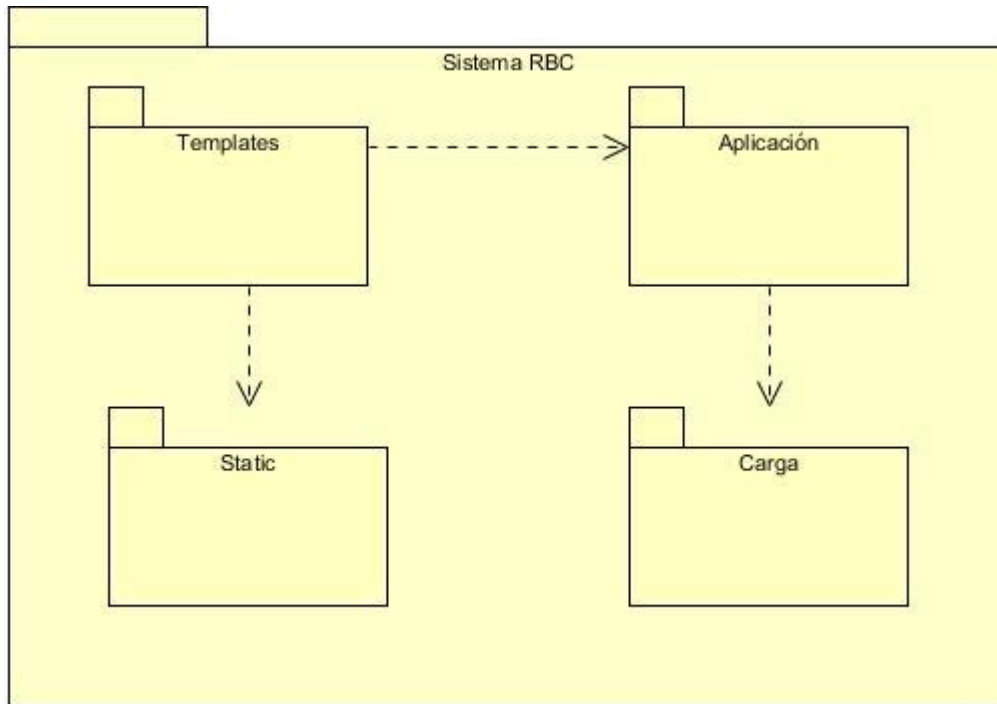 Sistema RBC
Templates
Aplicación
Static
Carga